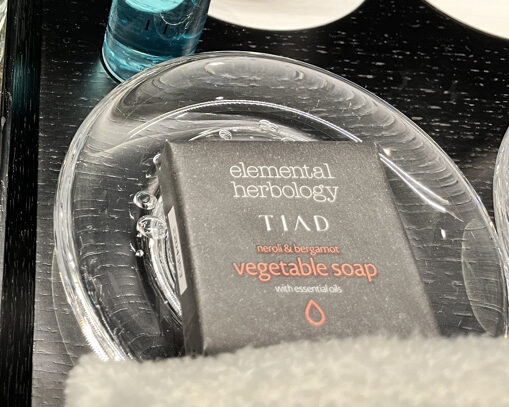 elemental
herbology
TIAD
neroli & bergamot
vegetable soap
with essential oils